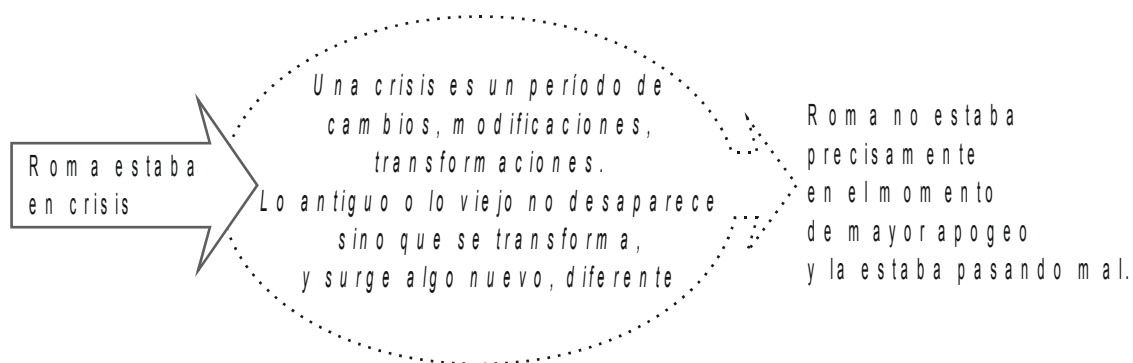 Roma estaba
en crisis
Una crisis es un período de
cambios, modificaciones,
transformaciones.
Lo antiguo o lo viejo no desaparece
sino que se transforma,
y surge algo nuevo, diferente
Roma no estaba
precisamente
en el momento
de mayor apogeo
y la estaba pasando mal.